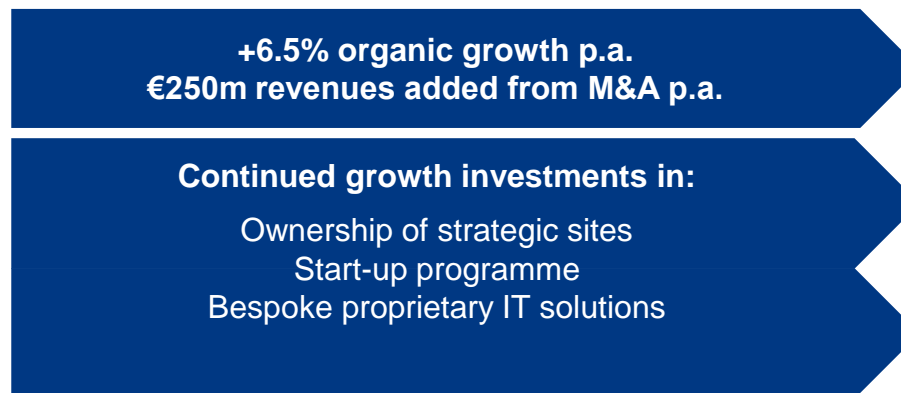 +6.5% organic growth p.a.
€250m revenues added from M&A p.a.
Continued growth investments in:
Ownership of strategic sites
Start-up programme
Bespoke proprietary IT solutions